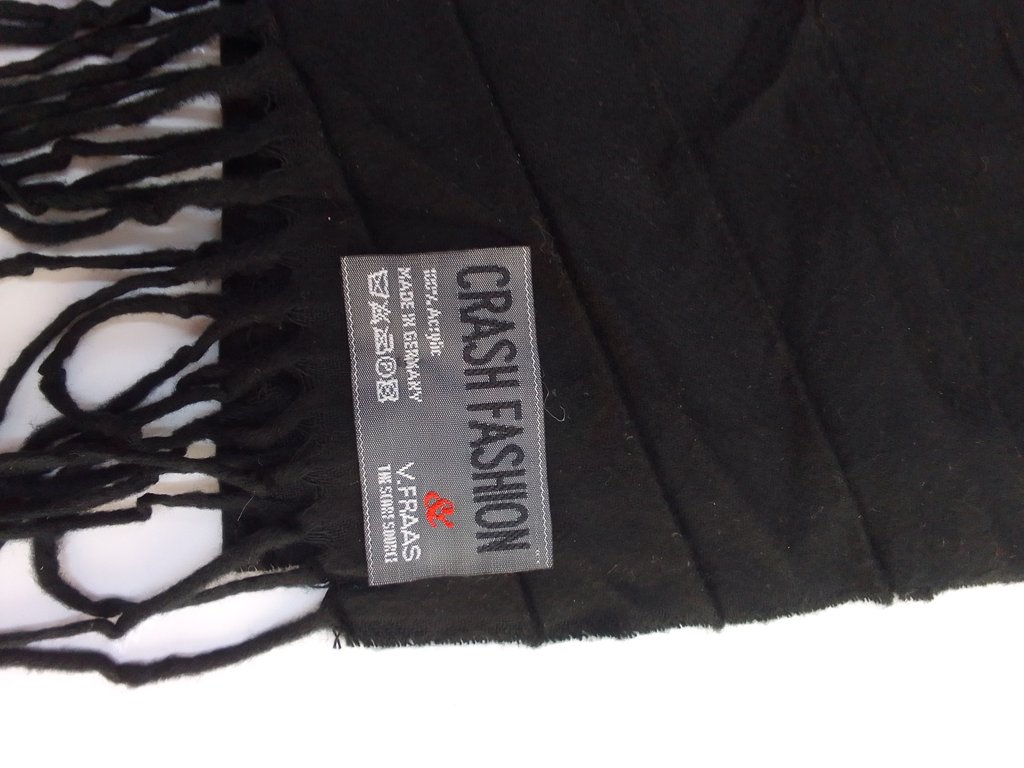 CRASH FASHION
100% Acrylic
MADE IN GERMANY
V. FRAAS
THE SCARF SOURCE